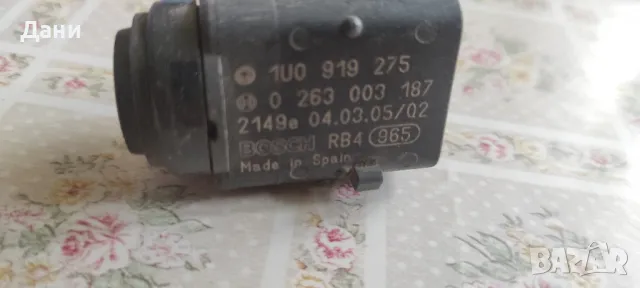 Дани
1U0 919 275
0 263 003 187
2149e 04.03.05/02
BOSCH RB4 965
Made in Spain
BAZAR